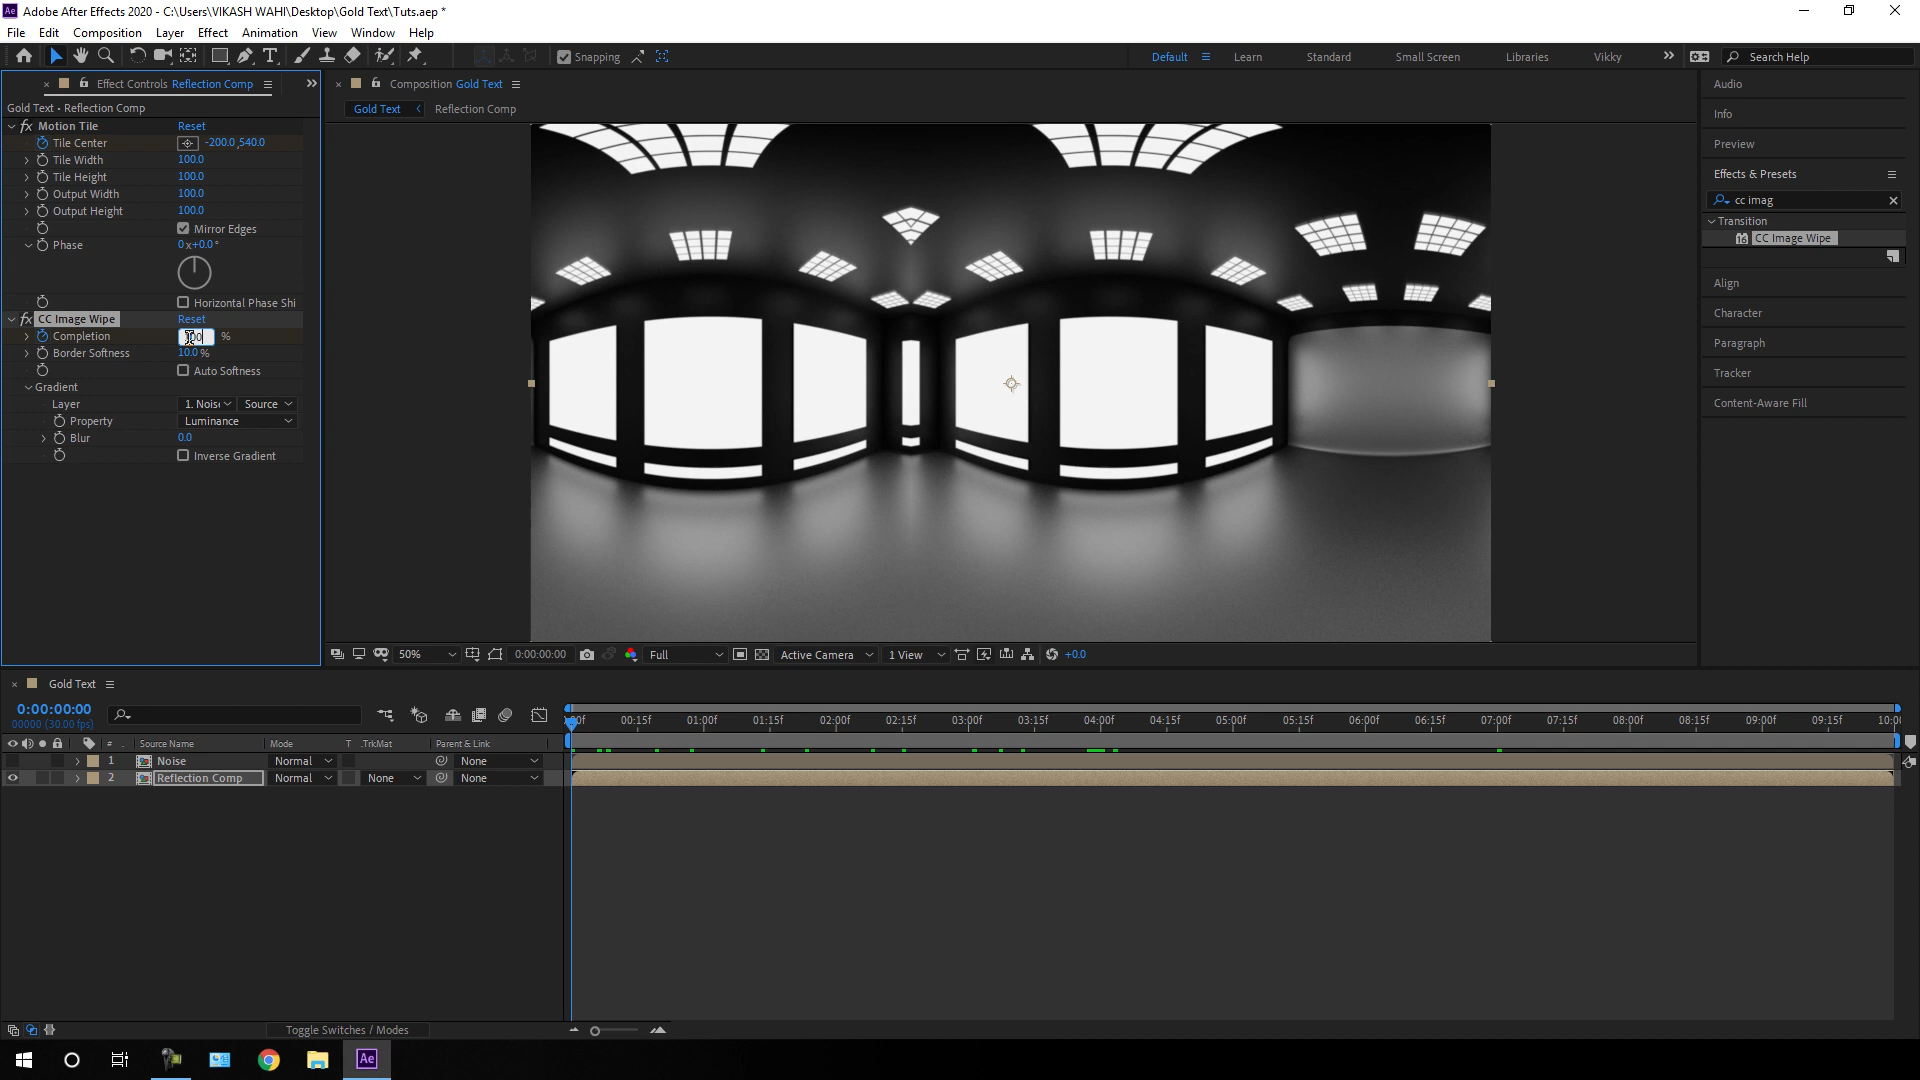 Adobe After Effects 2020 - C:\Users\VIKASH WAHI\Desktop\Gold Text\Tuts.aep *
File Edit Composition Layer Effect Animation View Window Help
Snapping Default Learn Standard Small Screen Libraries Vikky Search Help
Effect Controls Reflection Comp
Gold Text • Reflection Comp
fx Motion Tile Reset
Tile Center -200.0,540.0
Tile Width 100.0
Tile Height 100.0
Output Width 100.0
Output Height 100.0
Mirror Edges
Phase 0x+0.0°
Horizontal Phase Shi
fx CC Image Wipe Reset
Completion %
Border Softness 10.0%
Auto Softness
Gradient
Layer 1. Nois Source
Property Luminance
Blur 0.0
Inverse Gradient
Composition Gold Text
Gold Text Reflection Comp
50% 0:00:00:00 Full Active Camera 1 View +0.0
Audio
Info
Preview
Effects & Presets
cc imag
Transition
CC Image Wipe
Align
Character
Paragraph
Tracker
Content-Aware Fill
Gold Text
0:00:00:00
00000 (30.00 fps)
00:15f 01:00f 01:15f 02:00f 02:15f 03:00f 03:15f 04:00f 04:15f 05:00f 05:15f 06:00f 06:15f 07:00f 07:15f 08:00f 08:15f 09:00f 09:15f 10:0
# Source Name Mode T .TrkMat Parent & Link
1 Noise Normal None
2 Reflection Comp Normal None None
Toggle Switches / Modes
Ae